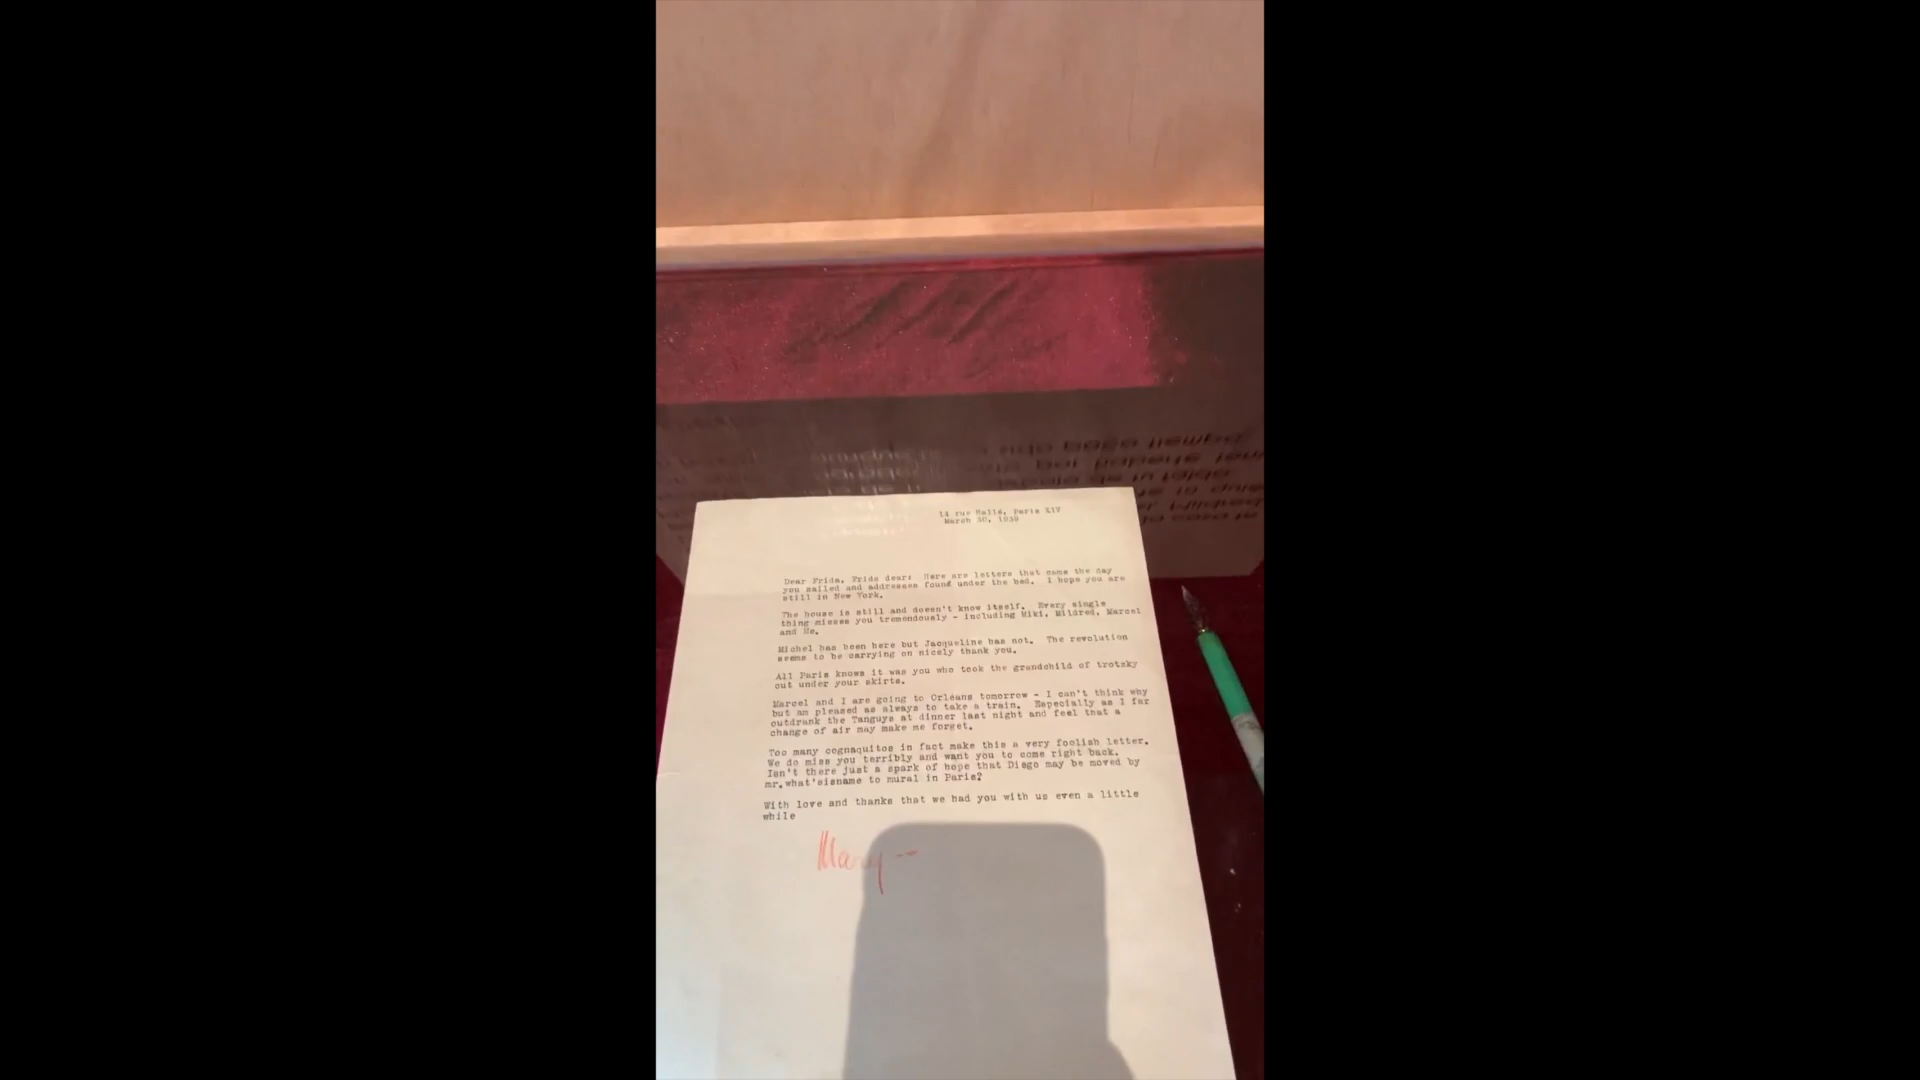 14 rue Hallé, Paris XIV
March 30, 1939
Dear Frida, Frida dear: Here are letters that came the day
you sailed and addresses found under the bed. I hope you are
still in New York.
The house is still and doesn't know itself. Every single
thing misses you tremendously - including Miki, Mildred, Marcel
and Me.
Michel has been here but Jacqueline has not. The revolution
seems to be carrying on nicely thank you.
All Paris knows it was you who took the grandchild of trotzky
out under your skirts.
Marcel and I are going to Orléans tomorrow - I can't think why
but am pleased as always to take a train. Especially as I far
outdrank the Tanguys at dinner last night and feel that a
change of air may make me forget.
Too many cognaquitos in fact make this a very foolish letter.
We do miss you terribly and want you to come right back.
Isn't there just a spark of hope that Diego may be moved by
mr.what'sisname to mural in Paris?
With love and thanks that we had you with us even a little
while
Mary -